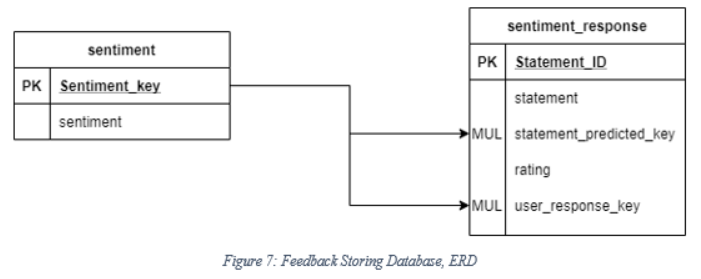 sentiment
PK Sentiment_key
sentiment
sentiment_response
PK Statement_ID
statement
MUL statement_predicted_key
rating
MUL user_response_key
Figure 7: Feedback Storing Database, ERD